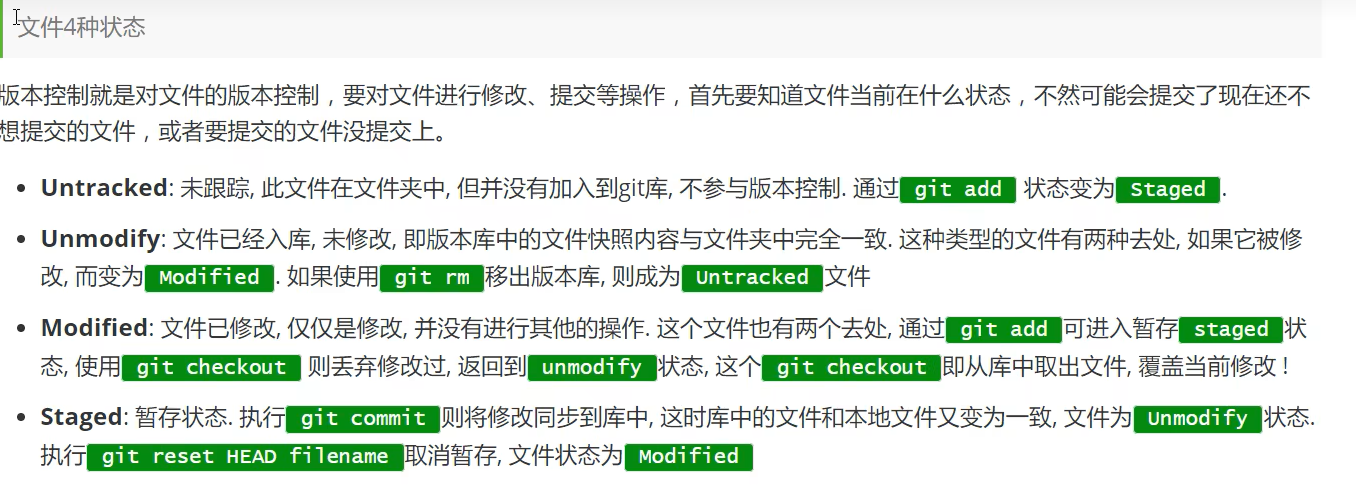 文件4种状态
版本控制就是对文件的版本控制，要对文件进行修改、提交等操作，首先要知道文件当前在什么状态，不然可能会提交了现在还不
想提交的文件，或者要提交的文件没提交上。
Untracked: 未跟踪, 此文件在文件夹中, 但并没有加入到git库, 不参与版本控制. 通过 git add 状态变为 Staged .
Unmodify: 文件已经入库, 未修改, 即版本库中的文件快照内容与文件夹中完全一致. 这种类型的文件有两种去处, 如果它被修
改, 而变为 Modified . 如果使用 git rm 移出版本库, 则成为 Untracked 文件
Modified: 文件已修改, 仅仅是修改, 并没有进行其他的操作. 这个文件也有两个去处, 通过 git add 可进入暂存 staged 状
态, 使用 git checkout 则丢弃修改过, 返回到 unmodify 状态, 这个 git checkout 即从库中取出文件, 覆盖当前修改 !
Staged: 暂存状态. 执行 git commit 则将修改同步到库中, 这时库中的文件和本地文件又变为一致, 文件为 Unmodify 状态.
执行 git reset HEAD filename 取消暂存, 文件状态为 Modified